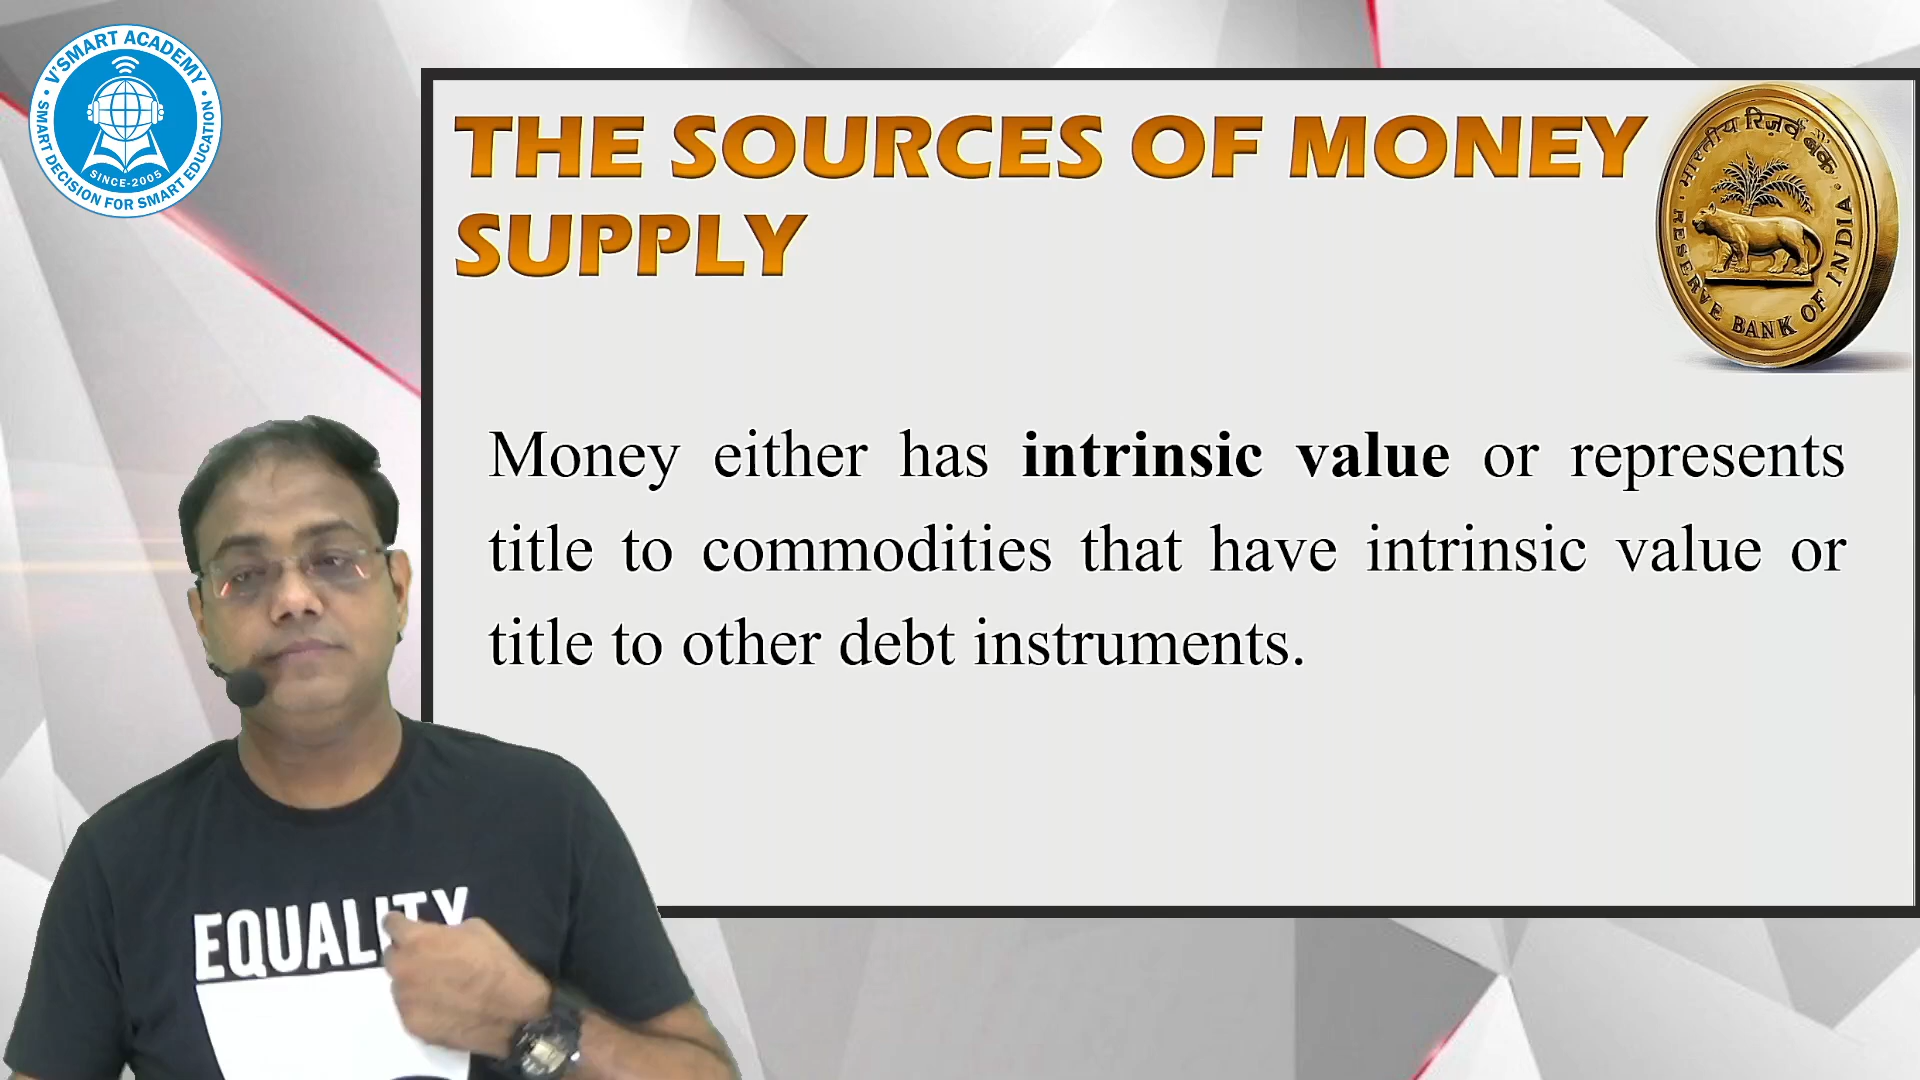 V'SMART ACADEMY
SMART DECISION FOR SMART EDUCATION
SINCE-2005
THE SOURCES OF MONEY
SUPPLY
भारतीय रिज़र्व बैंक
RESERVE BANK OF INDIA
Money either has intrinsic value or represents
title to commodities that have intrinsic value or
title to other debt instruments.
EQUALITY